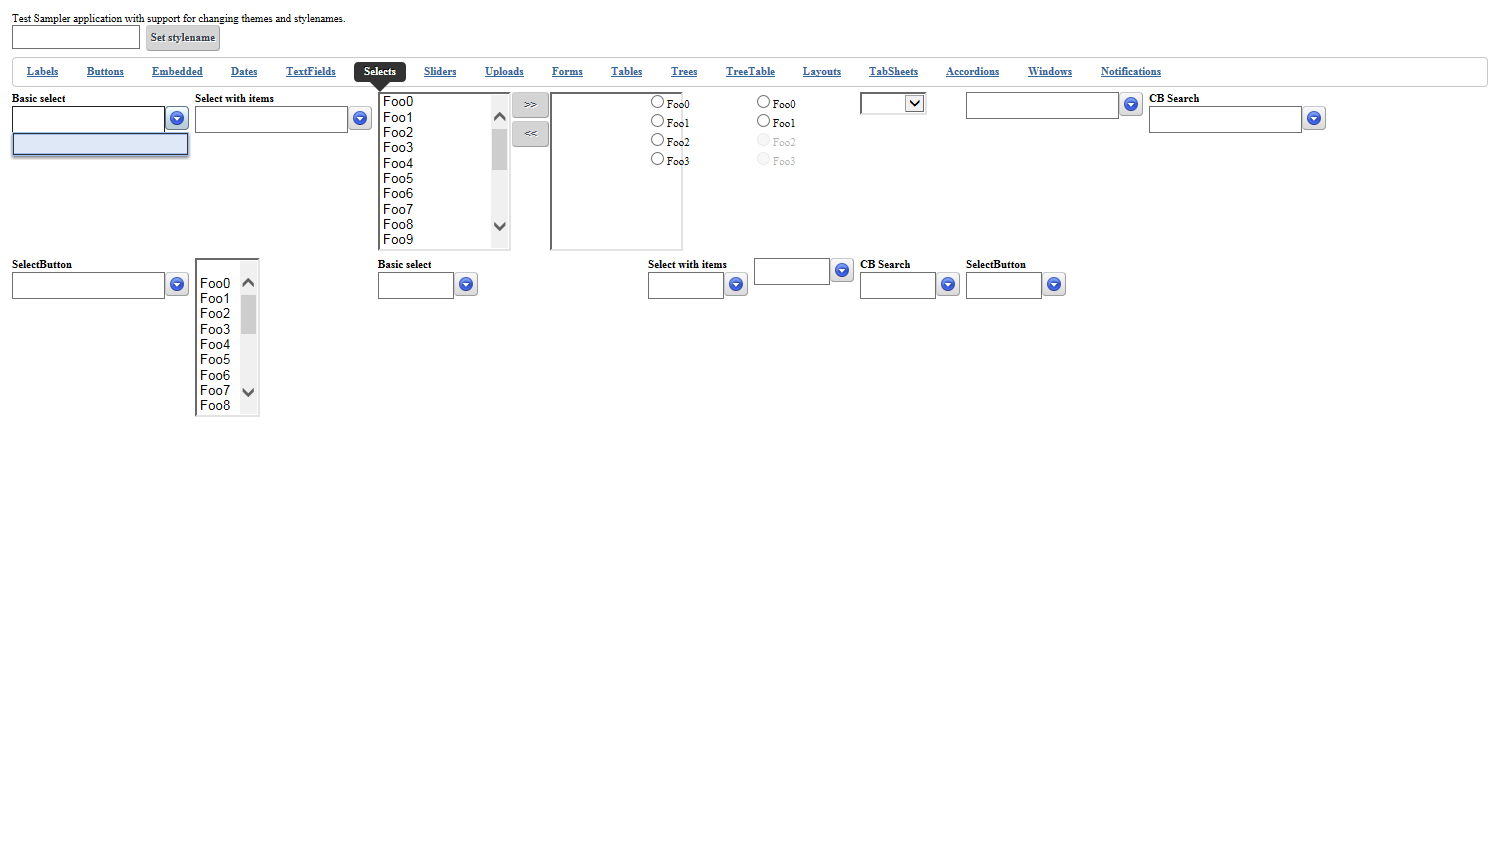 Test Sampler application with support for changing themes and stylenames.
Set stylename
Labels Buttons Embedded Dates TextFields Selects Sliders Uploads Forms Tables Trees TreeTable Layouts TabSheets Accordions Windows Notifications
Basic select
Select with items
Foo0
Foo1
Foo2
Foo3
Foo4
Foo5
Foo6
Foo7
Foo8
Foo9
>>
<<
Foo0
Foo1
Foo2
Foo3
Foo0
Foo1
Foo2
Foo3
CB Search
SelectButton
Foo0
Foo1
Foo2
Foo3
Foo4
Foo5
Foo6
Foo7
Foo8
Basic select
Select with items
CB Search
SelectButton